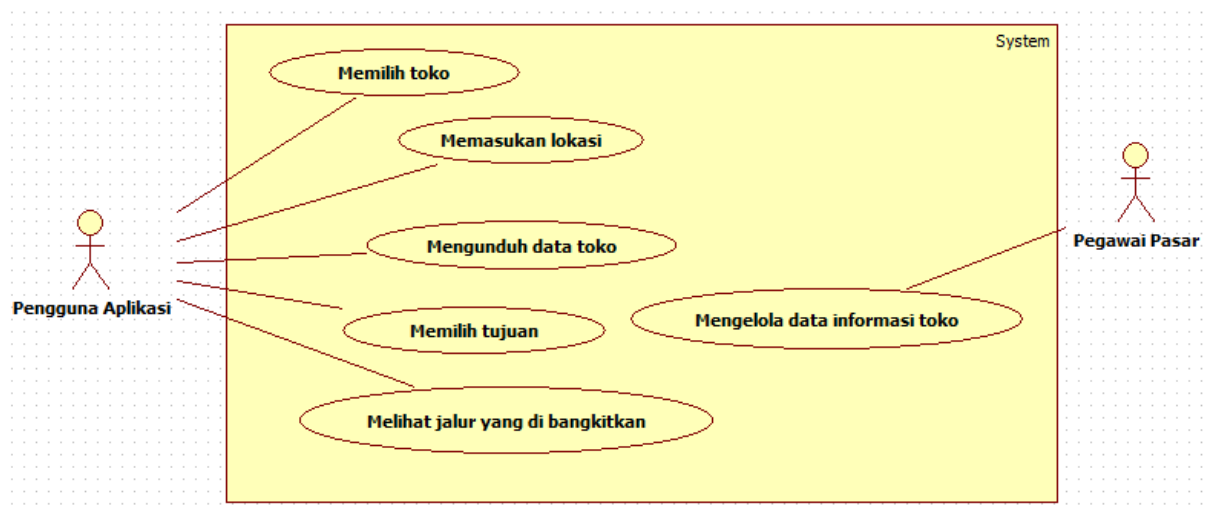 System
Memilih toko
Memasukan lokasi
Mengunduh data toko
Pegawai Pasar
Pengguna Aplikasi
Mengelola data informasi toko
Memilih tujuan
Melihat jalur yang di bangkitkan